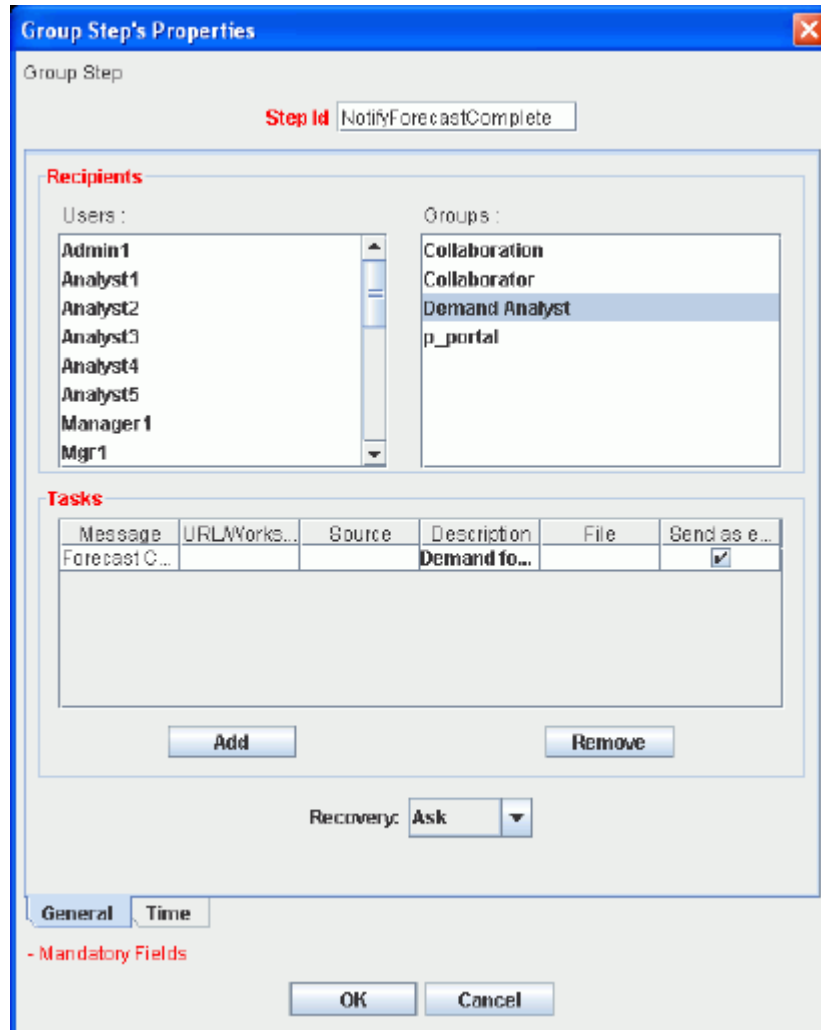 Group Step's Properties
Group Step
Step Id NotifyForecastComplete
Recipients
Users :
Groups :
Admin1
Analyst1
Analyst2
Analyst3
Analyst4
Analyst5
Manager1
Mgr1
Collaboration
Collaborator
Demand Analyst
p_portal
Tasks
Message URL/Works... Source Description File Send as e...
Forecast C... Demand fo...
Add Remove
Recovery: Ask
General Time
- Mandatory Fields
OK Cancel